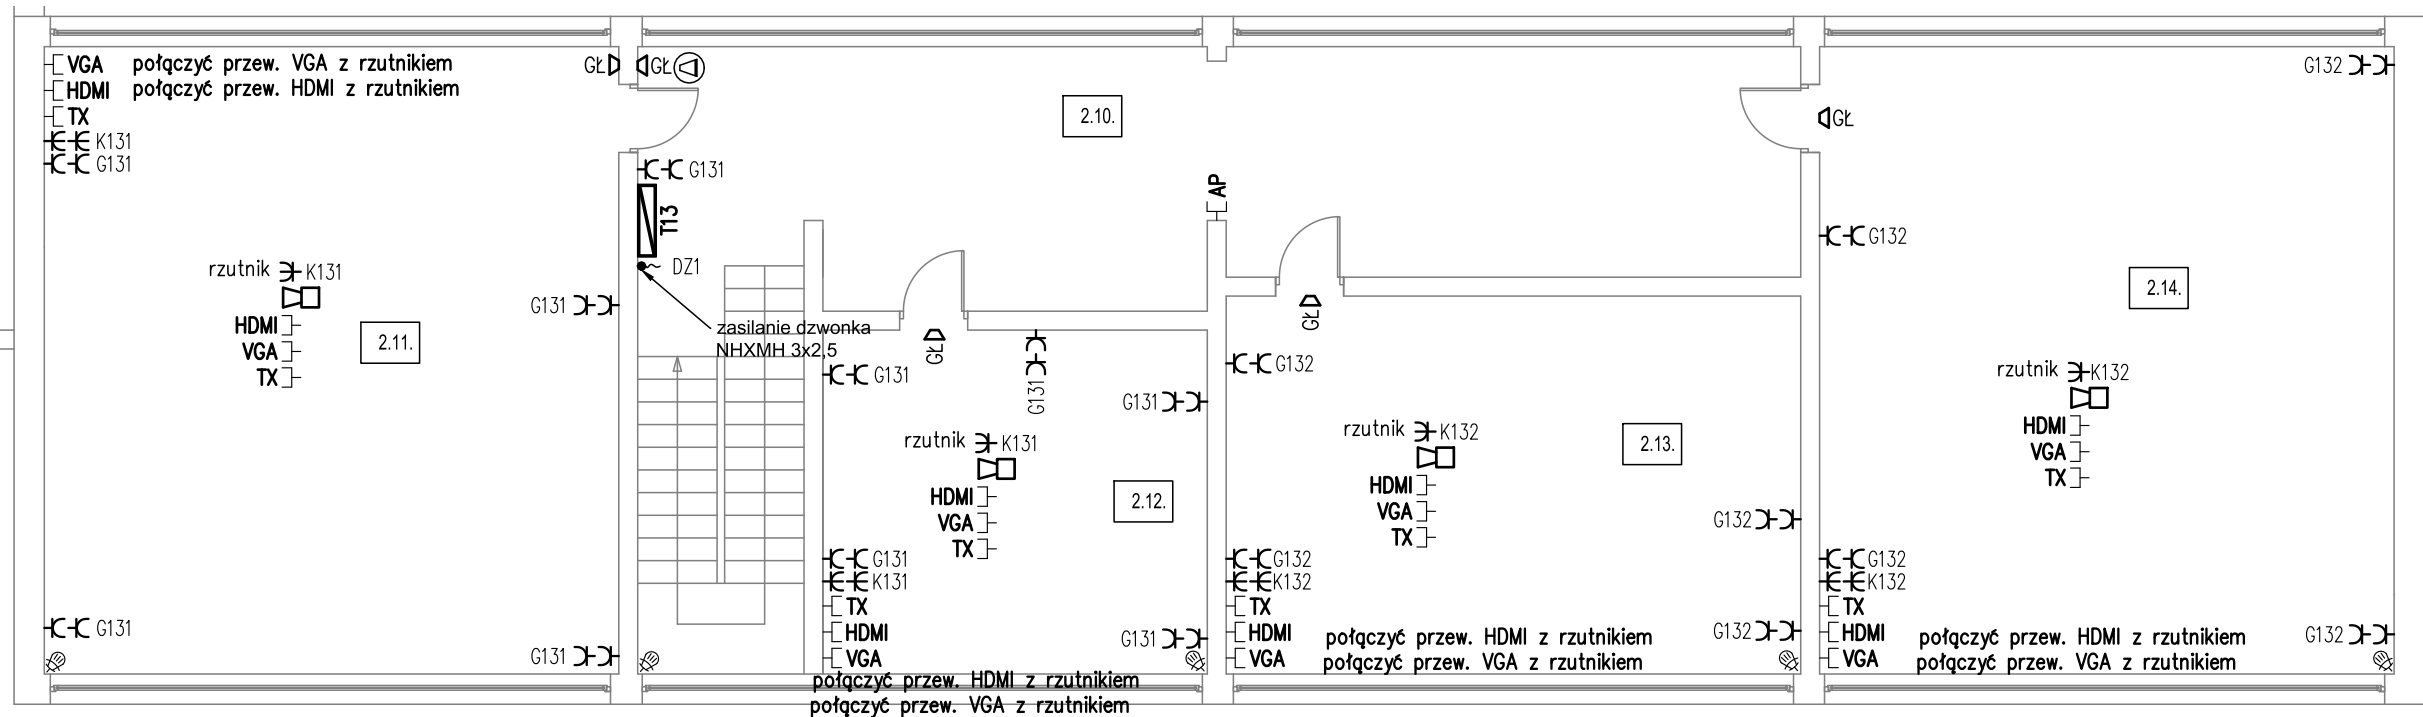 VGA połączyć przew. VGA z rzutnikiem
HDMI połączyć przew. HDMI z rzutnikiem
TX
K131
G131
rzutnik K131
HDMI
VGA
TX
2.11.
G131
G131
G131
GŁ
GŁ
G131
T13
DZ1
zasilanie dzwonka
NHXMH 3x2,5
2.10.
AP
GŁ
G131
G131
G131
rzutnik K131
HDMI
VGA
TX
2.12.
G131
K131
TX
HDMI
VGA
G131
połączyć przew. HDMI z rzutnikiem
połączyć przew. VGA z rzutnikiem
GŁ
G132
rzutnik K132
HDMI
VGA
TX
2.13.
G132
G132
K132
TX
HDMI połączyć przew. HDMI z rzutnikiem
VGA połączyć przew. VGA z rzutnikiem
G132
G132
GŁ
G132
2.14.
rzutnik K132
HDMI
VGA
TX
G132
K132
TX
HDMI połączyć przew. HDMI z rzutnikiem
VGA połączyć przew. VGA z rzutnikiem
G132